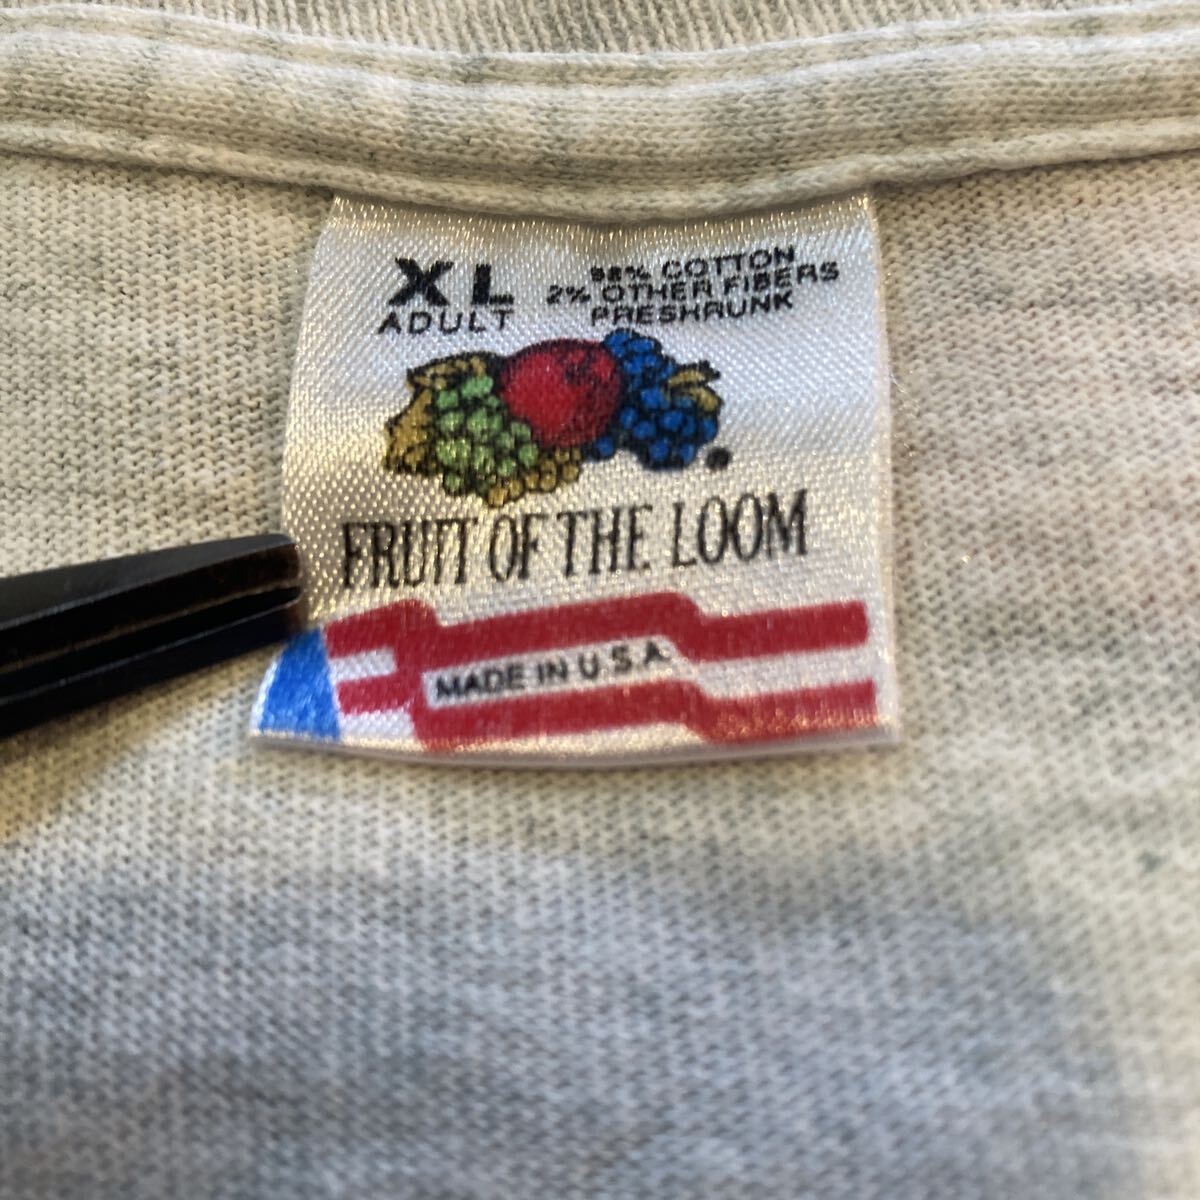 XL
ADULT
98% COTTON
2% OTHER FIBERS
PRESHRUNK
FRUIT OF THE LOOM
MADE IN U.S.A.